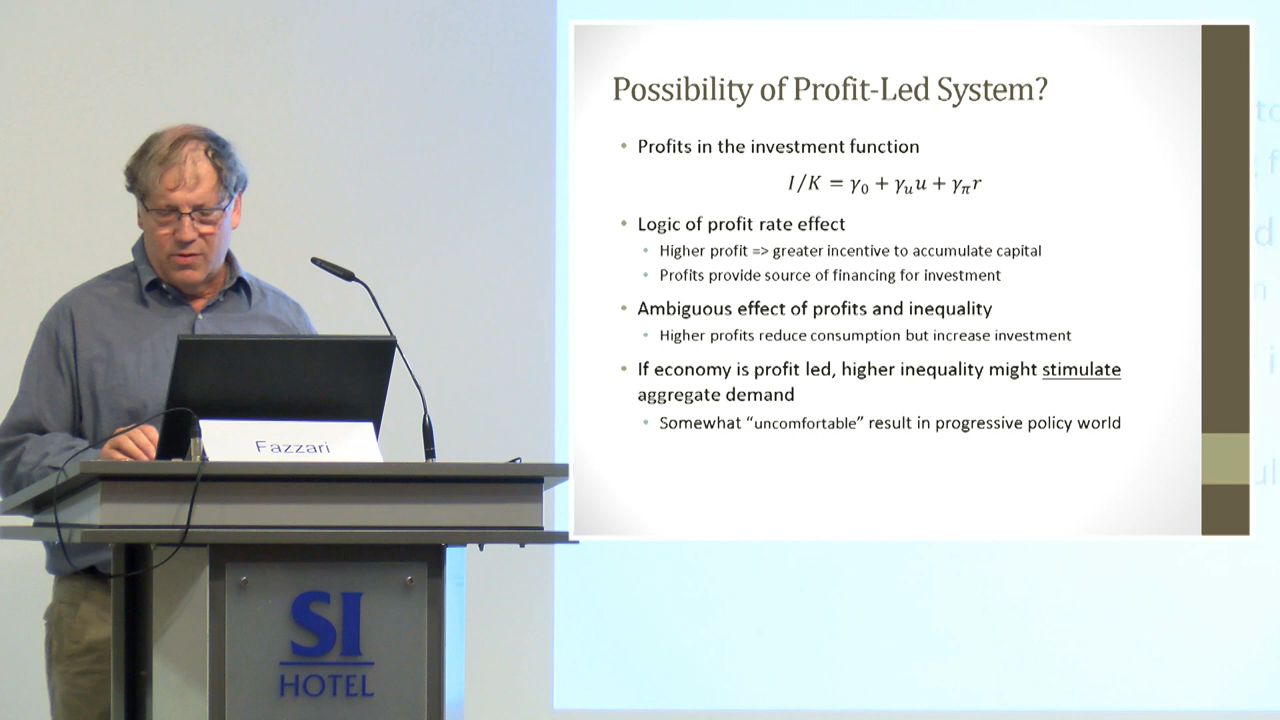 Possibility of Profit-Led System?
• Profits in the investment function
I/K = γ₀ + γᵤu + γ_π r
• Logic of profit rate effect
• Higher profit => greater incentive to accumulate capital
• Profits provide source of financing for investment
• Ambiguous effect of profits and inequality
• Higher profits reduce consumption but increase investment
• If economy is profit led, higher inequality might stimulate
aggregate demand
• Somewhat “uncomfortable” result in progressive policy world
Fazzari
SI
HOTEL